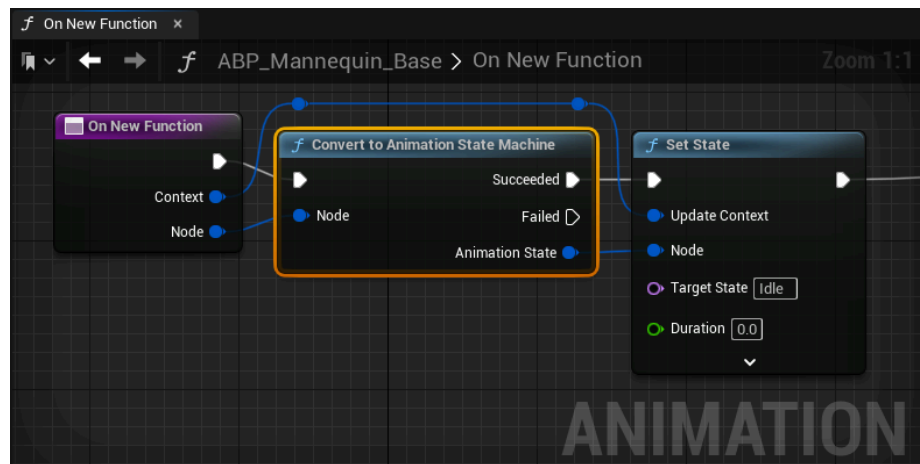 On New Function
ABP_Mannequin_Base > On New Function
Zoom 1:1
On New Function
Context
Node
Convert to Animation State Machine
Succeeded
Node
Failed
Animation State
Set State
Update Context
Node
Target State Idle
Duration 0.0
ANIMATION